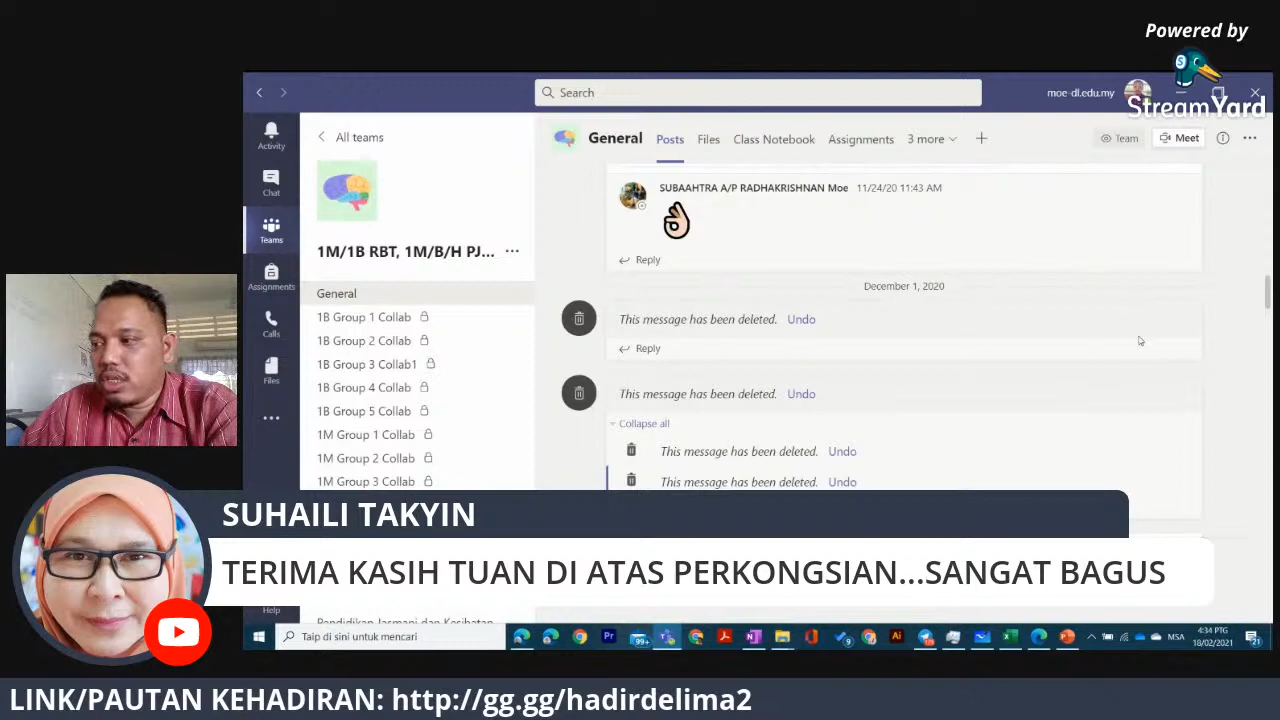 Powered by
StreamYard
Search
moe-dl.edu.my
Activity
Chat
Teams
Assignments
Calls
Files
Help
All teams
1M/1B RBT, 1M/B/H PJ...
General
1B Group 1 Collab
1B Group 2 Collab
1B Group 3 Collab1
1B Group 4 Collab
1B Group 5 Collab
1M Group 1 Collab
1M Group 2 Collab
1M Group 3 Collab
Pendidikan Jasmani dan Kesihatan
General Posts Files Class Notebook Assignments 3 more
Team Meet
SUBAAHTRA A/P RADHAKRISHNAN Moe 11/24/20 11:43 AM
Reply
December 1, 2020
This message has been deleted. Undo
Reply
This message has been deleted. Undo
Collapse all
This message has been deleted. Undo
This message has been deleted. Undo
SUHAILI TAKYIN
TERIMA KASIH TUAN DI ATAS PERKONGSIAN...SANGAT BAGUS
Taip di sini untuk mencari
99+
MSA
4:34 PTG
18/02/2021
21
LINK/PAUTAN KEHADIRAN: http://gg.gg/hadirdelima2